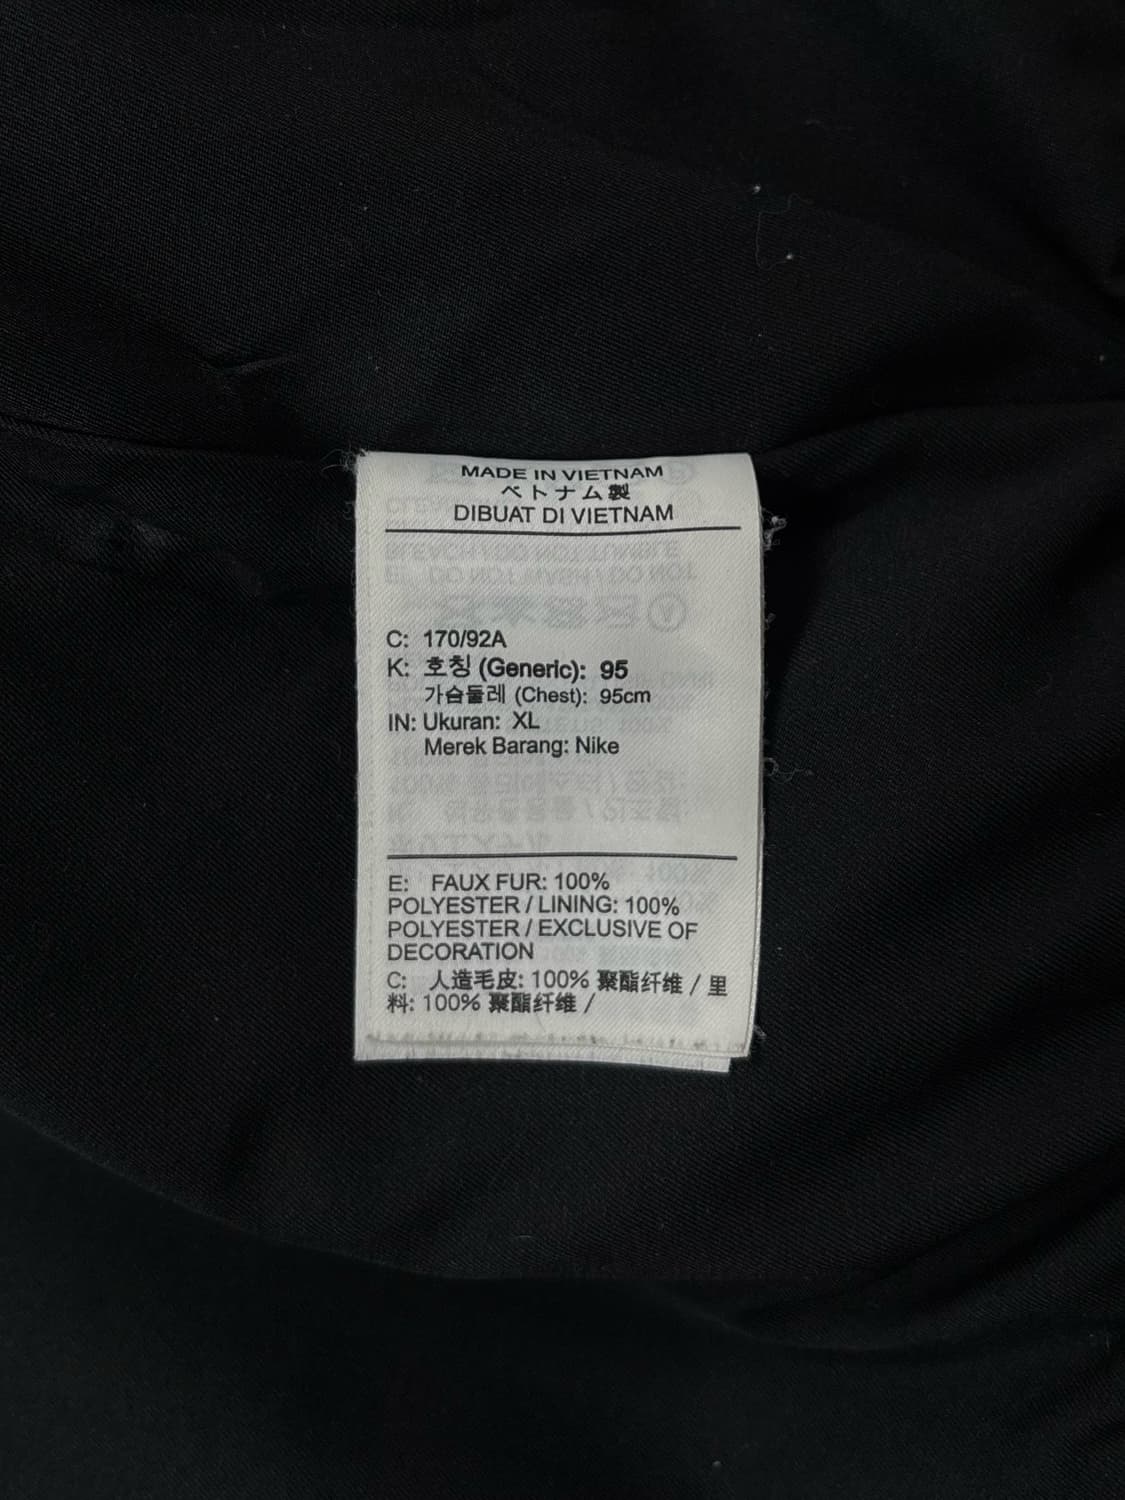 MADE IN VIETNAM
ベトナム製
DIBUAT DI VIETNAM
C: 170/92A
K: 호칭 (Generic): 95
가슴둘레 (Chest): 95cm
IN: Ukuran: XL
Merek Barang: Nike
E: FAUX FUR: 100%
POLYESTER / LINING: 100%
POLYESTER / EXCLUSIVE OF
DECORATION
C: 人造毛皮: 100% 聚酯纤维 / 里
料: 100% 聚酯纤维 /